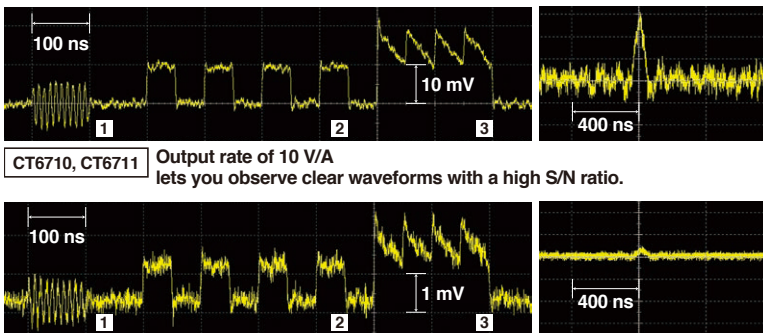 100 ns
10 mV
400 ns
1
2
3
CT6710, CT6711
Output rate of 10 V/A
lets you observe clear waveforms with a high S/N ratio.
100 ns
1 mV
400 ns
1
2
3